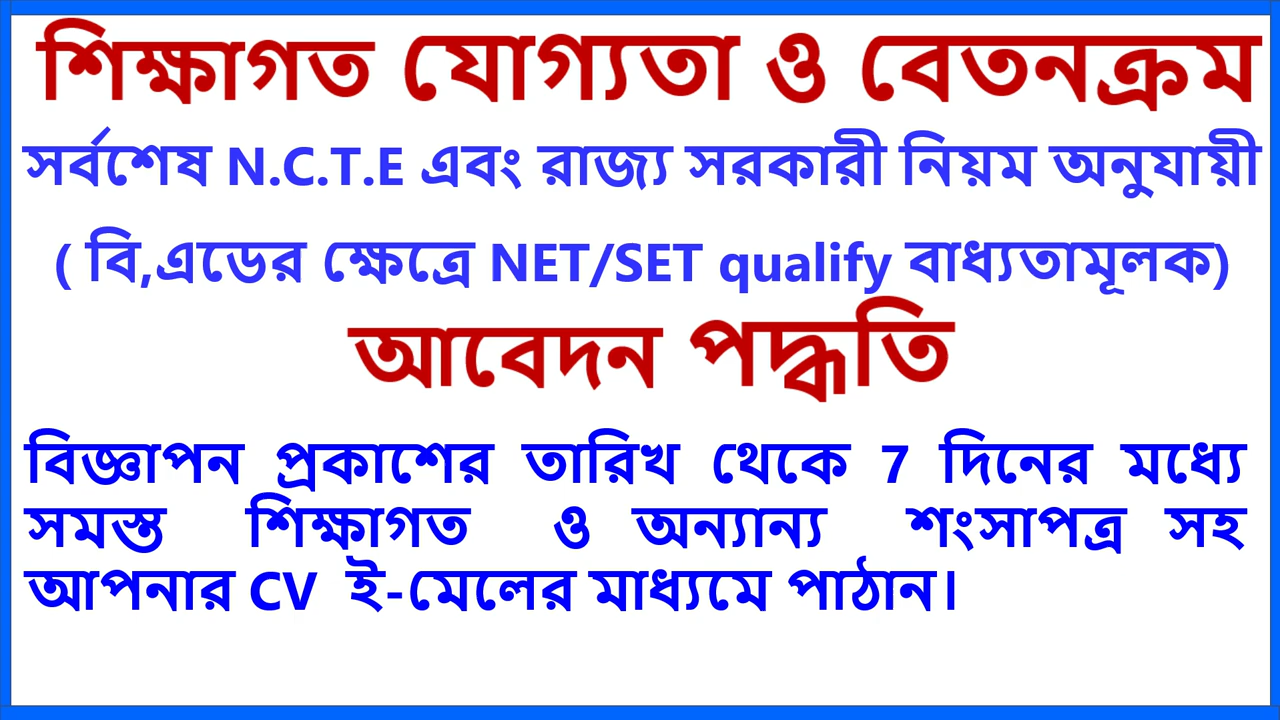 শিক্ষাগত যোগ্যতা ও বেতনক্রম
সর্বশেষ N.C.T.E এবং রাজ্য সরকারী নিয়ম অনুযায়ী
( বি,এডের ক্ষেত্রে NET/SET qualify বাধ্যতামূলক)
আবেদন পদ্ধতি
বিজ্ঞাপন প্রকাশের তারিখ থেকে 7 দিনের মধ্যে
সমস্ত শিক্ষাগত ও অন্যান্য শংসাপত্র সহ
আপনার CV ই-মেলের মাধ্যমে পাঠান।